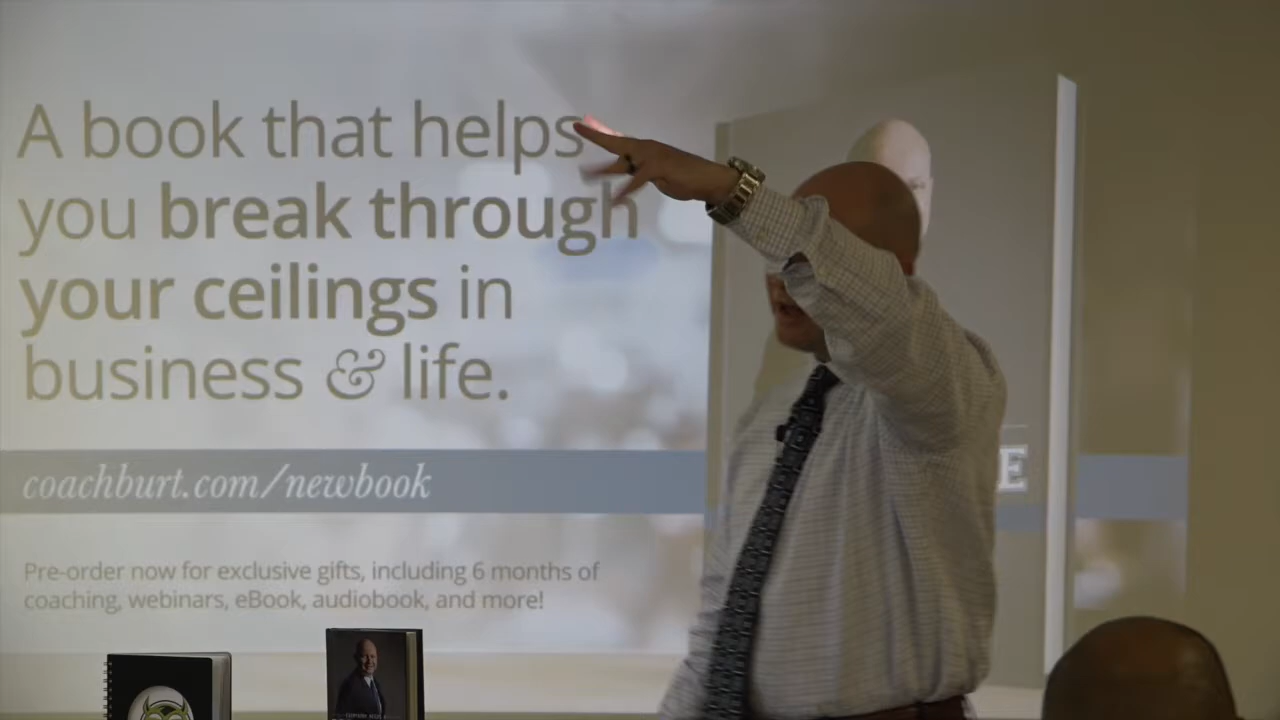 A book that helps
you break through
your ceilings in
business & life.
coachburt.com/newbook
Pre-order now for exclusive gifts, including 6 months of
coaching, webinars, eBook, audiobook, and more!
E